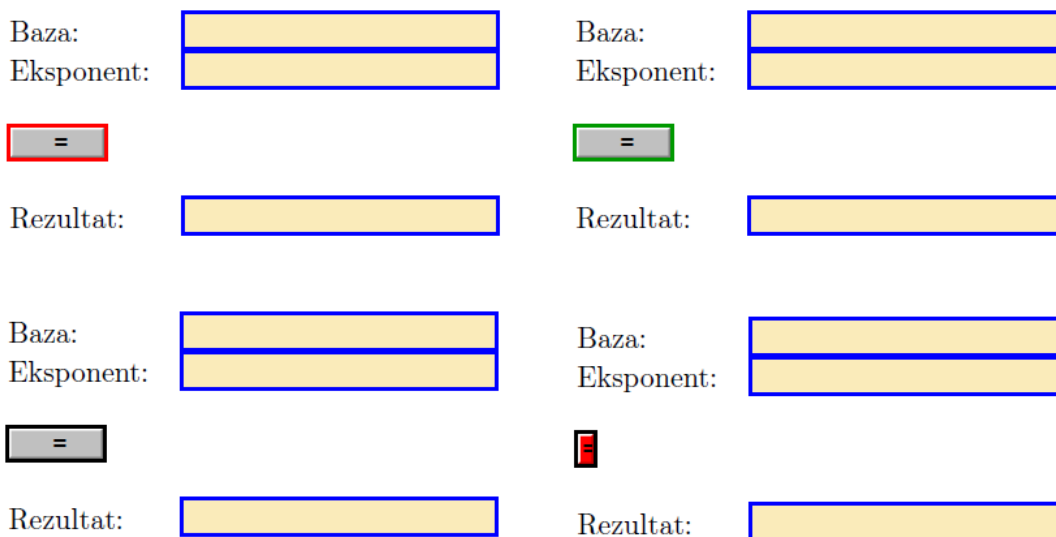 Baza:
Eksponent:
=
Rezultat:
Baza:
Eksponent:
=
Rezultat:
Baza:
Eksponent:
=
Rezultat:
Baza:
Eksponent:
=
Rezultat: